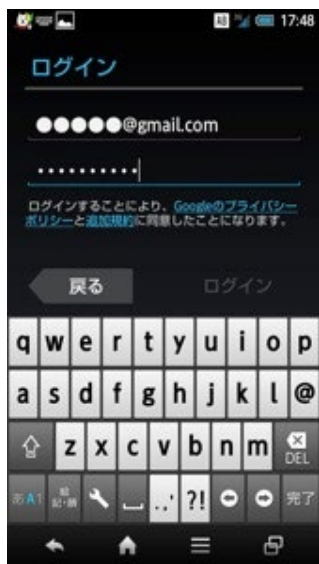 17:48
ログイン
●●●●●@gmail.com
••••••••••
ログインすることにより、Googleのプライバシー
ポリシーと追加規約に同意したことになります。
戻る
ログイン
q w e r t y u i o p
a s d f g h j k l @
z x c v b n m DEL
あA1 絵記・顔 ..' ?! 完了